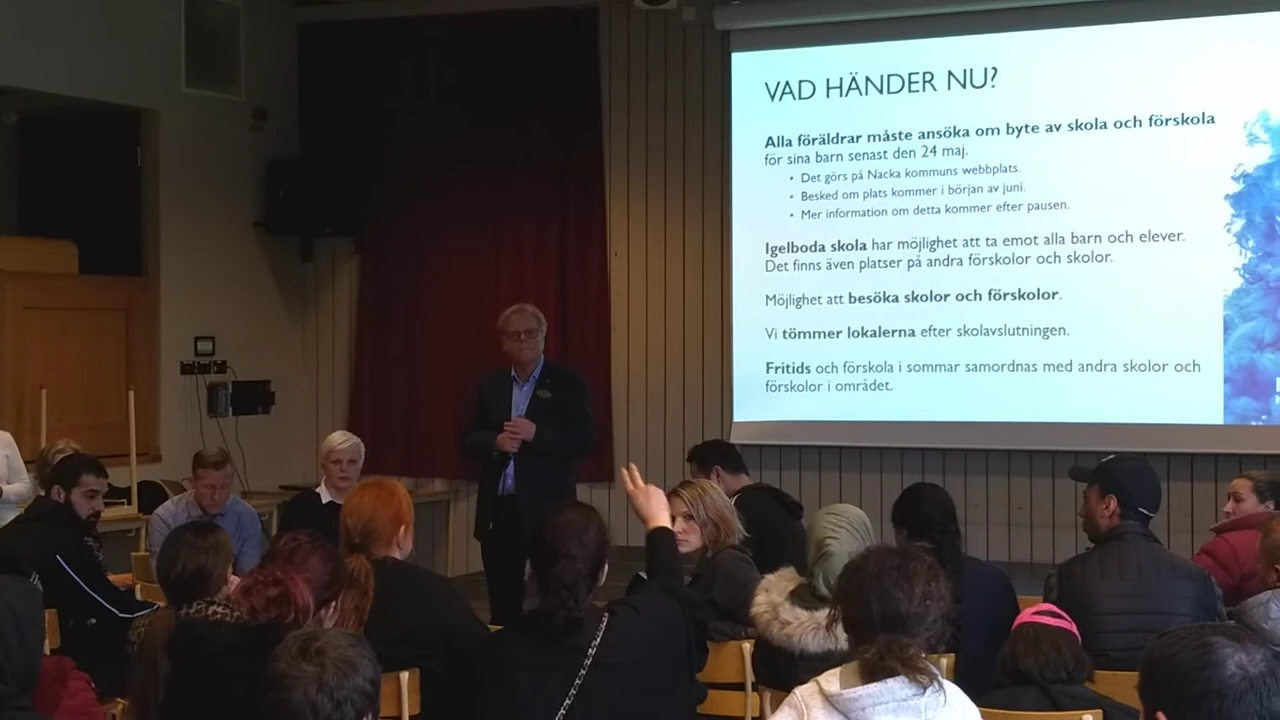 VAD HÄNDER NU?
Alla föräldrar måste ansöka om byte av skola och förskola
för sina barn senast den 24 maj.
• Det görs på Nacka kommuns webbplats.
• Besked om plats kommer i början av juni.
• Mer information om detta kommer efter pausen.
Igelboda skola har möjlighet att ta emot alla barn och elever.
Det finns även platser på andra förskolor och skolor.
Möjlighet att besöka skolor och förskolor.
Vi tömmer lokalerna efter skolavslutningen.
Fritids och förskola i sommar samordnas med andra skolor och
förskolor i området.